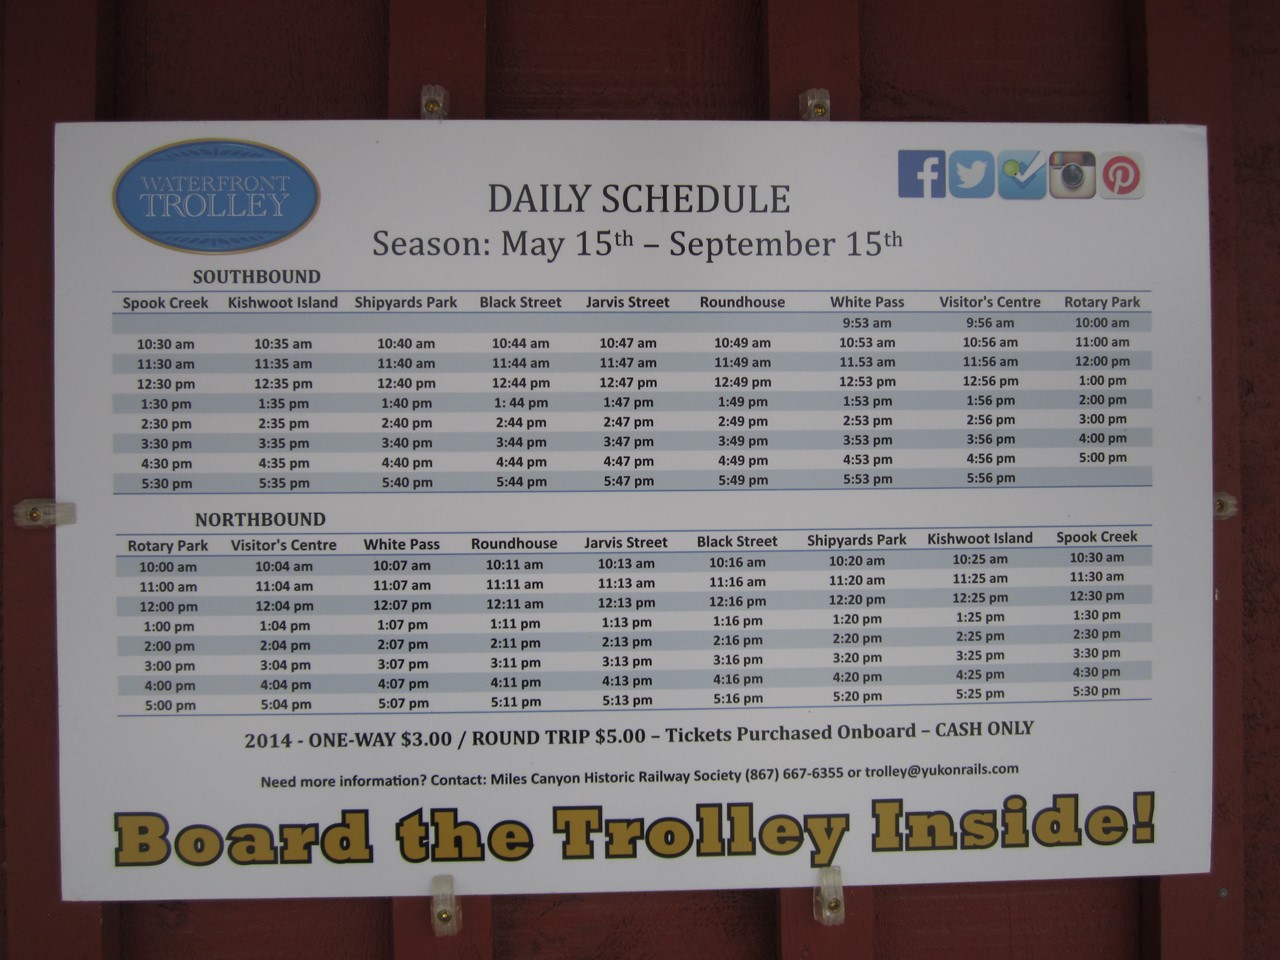 WATERFRONT
TROLLEY
DAILY SCHEDULE
Season: May 15th – September 15th
SOUTHBOUND
Spook Creek Kishwoot Island Shipyards Park Black Street Jarvis Street Roundhouse White Pass Visitor's Centre Rotary Park
9:53 am 9:56 am 10:00 am
10:30 am 10:35 am 10:40 am 10:44 am 10:47 am 10:49 am 10:53 am 10:56 am 11:00 am
11:30 am 11:35 am 11:40 am 11:44 am 11:47 am 11:49 am 11.53 am 11:56 am 12:00 pm
12:30 pm 12:35 pm 12:40 pm 12:44 pm 12:47 pm 12:49 pm 12:53 pm 12:56 pm 1:00 pm
1:30 pm 1:35 pm 1:40 pm 1: 44 pm 1:47 pm 1:49 pm 1:53 pm 1:56 pm 2:00 pm
2:30 pm 2:35 pm 2:40 pm 2:44 pm 2:47 pm 2:49 pm 2:53 pm 2:56 pm 3:00 pm
3:30 pm 3:35 pm 3:40 pm 3:44 pm 3:47 pm 3:49 pm 3:53 pm 3:56 pm 4:00 pm
4:30 pm 4:35 pm 4:40 pm 4:44 pm 4:47 pm 4:49 pm 4:53 pm 4:56 pm 5:00 pm
5:30 pm 5:35 pm 5:40 pm 5:44 pm 5:47 pm 5:49 pm 5:53 pm 5:56 pm
NORTHBOUND
Rotary Park Visitor's Centre White Pass Roundhouse Jarvis Street Black Street Shipyards Park Kishwoot Island Spook Creek
10:00 am 10:04 am 10:07 am 10:11 am 10:13 am 10:16 am 10:20 am 10:25 am 10:30 am
11:00 am 11:04 am 11:07 am 11:11 am 11:13 am 11:16 am 11:20 am 11:25 am 11:30 am
12:00 pm 12:04 pm 12:07 pm 12:11 am 12:13 pm 12:16 pm 12:20 pm 12:25 pm 12:30 pm
1:00 pm 1:04 pm 1:07 pm 1:11 pm 1:13 pm 1:16 pm 1:20 pm 1:25 pm 1:30 pm
2:00 pm 2:04 pm 2:07 pm 2:11 pm 2:13 pm 2:16 pm 2:20 pm 2:25 pm 2:30 pm
3:00 pm 3:04 pm 3:07 pm 3:11 pm 3:13 pm 3:16 pm 3:20 pm 3:25 pm 3:30 pm
4:00 pm 4:04 pm 4:07 pm 4:11 pm 4:13 pm 4:16 pm 4:20 pm 4:25 pm 4:30 pm
5:00 pm 5:04 pm 5:07 pm 5:11 pm 5:13 pm 5:16 pm 5:20 pm 5:25 pm 5:30 pm
2014 - ONE-WAY $3.00 / ROUND TRIP $5.00 – Tickets Purchased Onboard – CASH ONLY
Need more information? Contact: Miles Canyon Historic Railway Society (867) 667-6355 or trolley@yukonrails.com
Board the Trolley Inside!